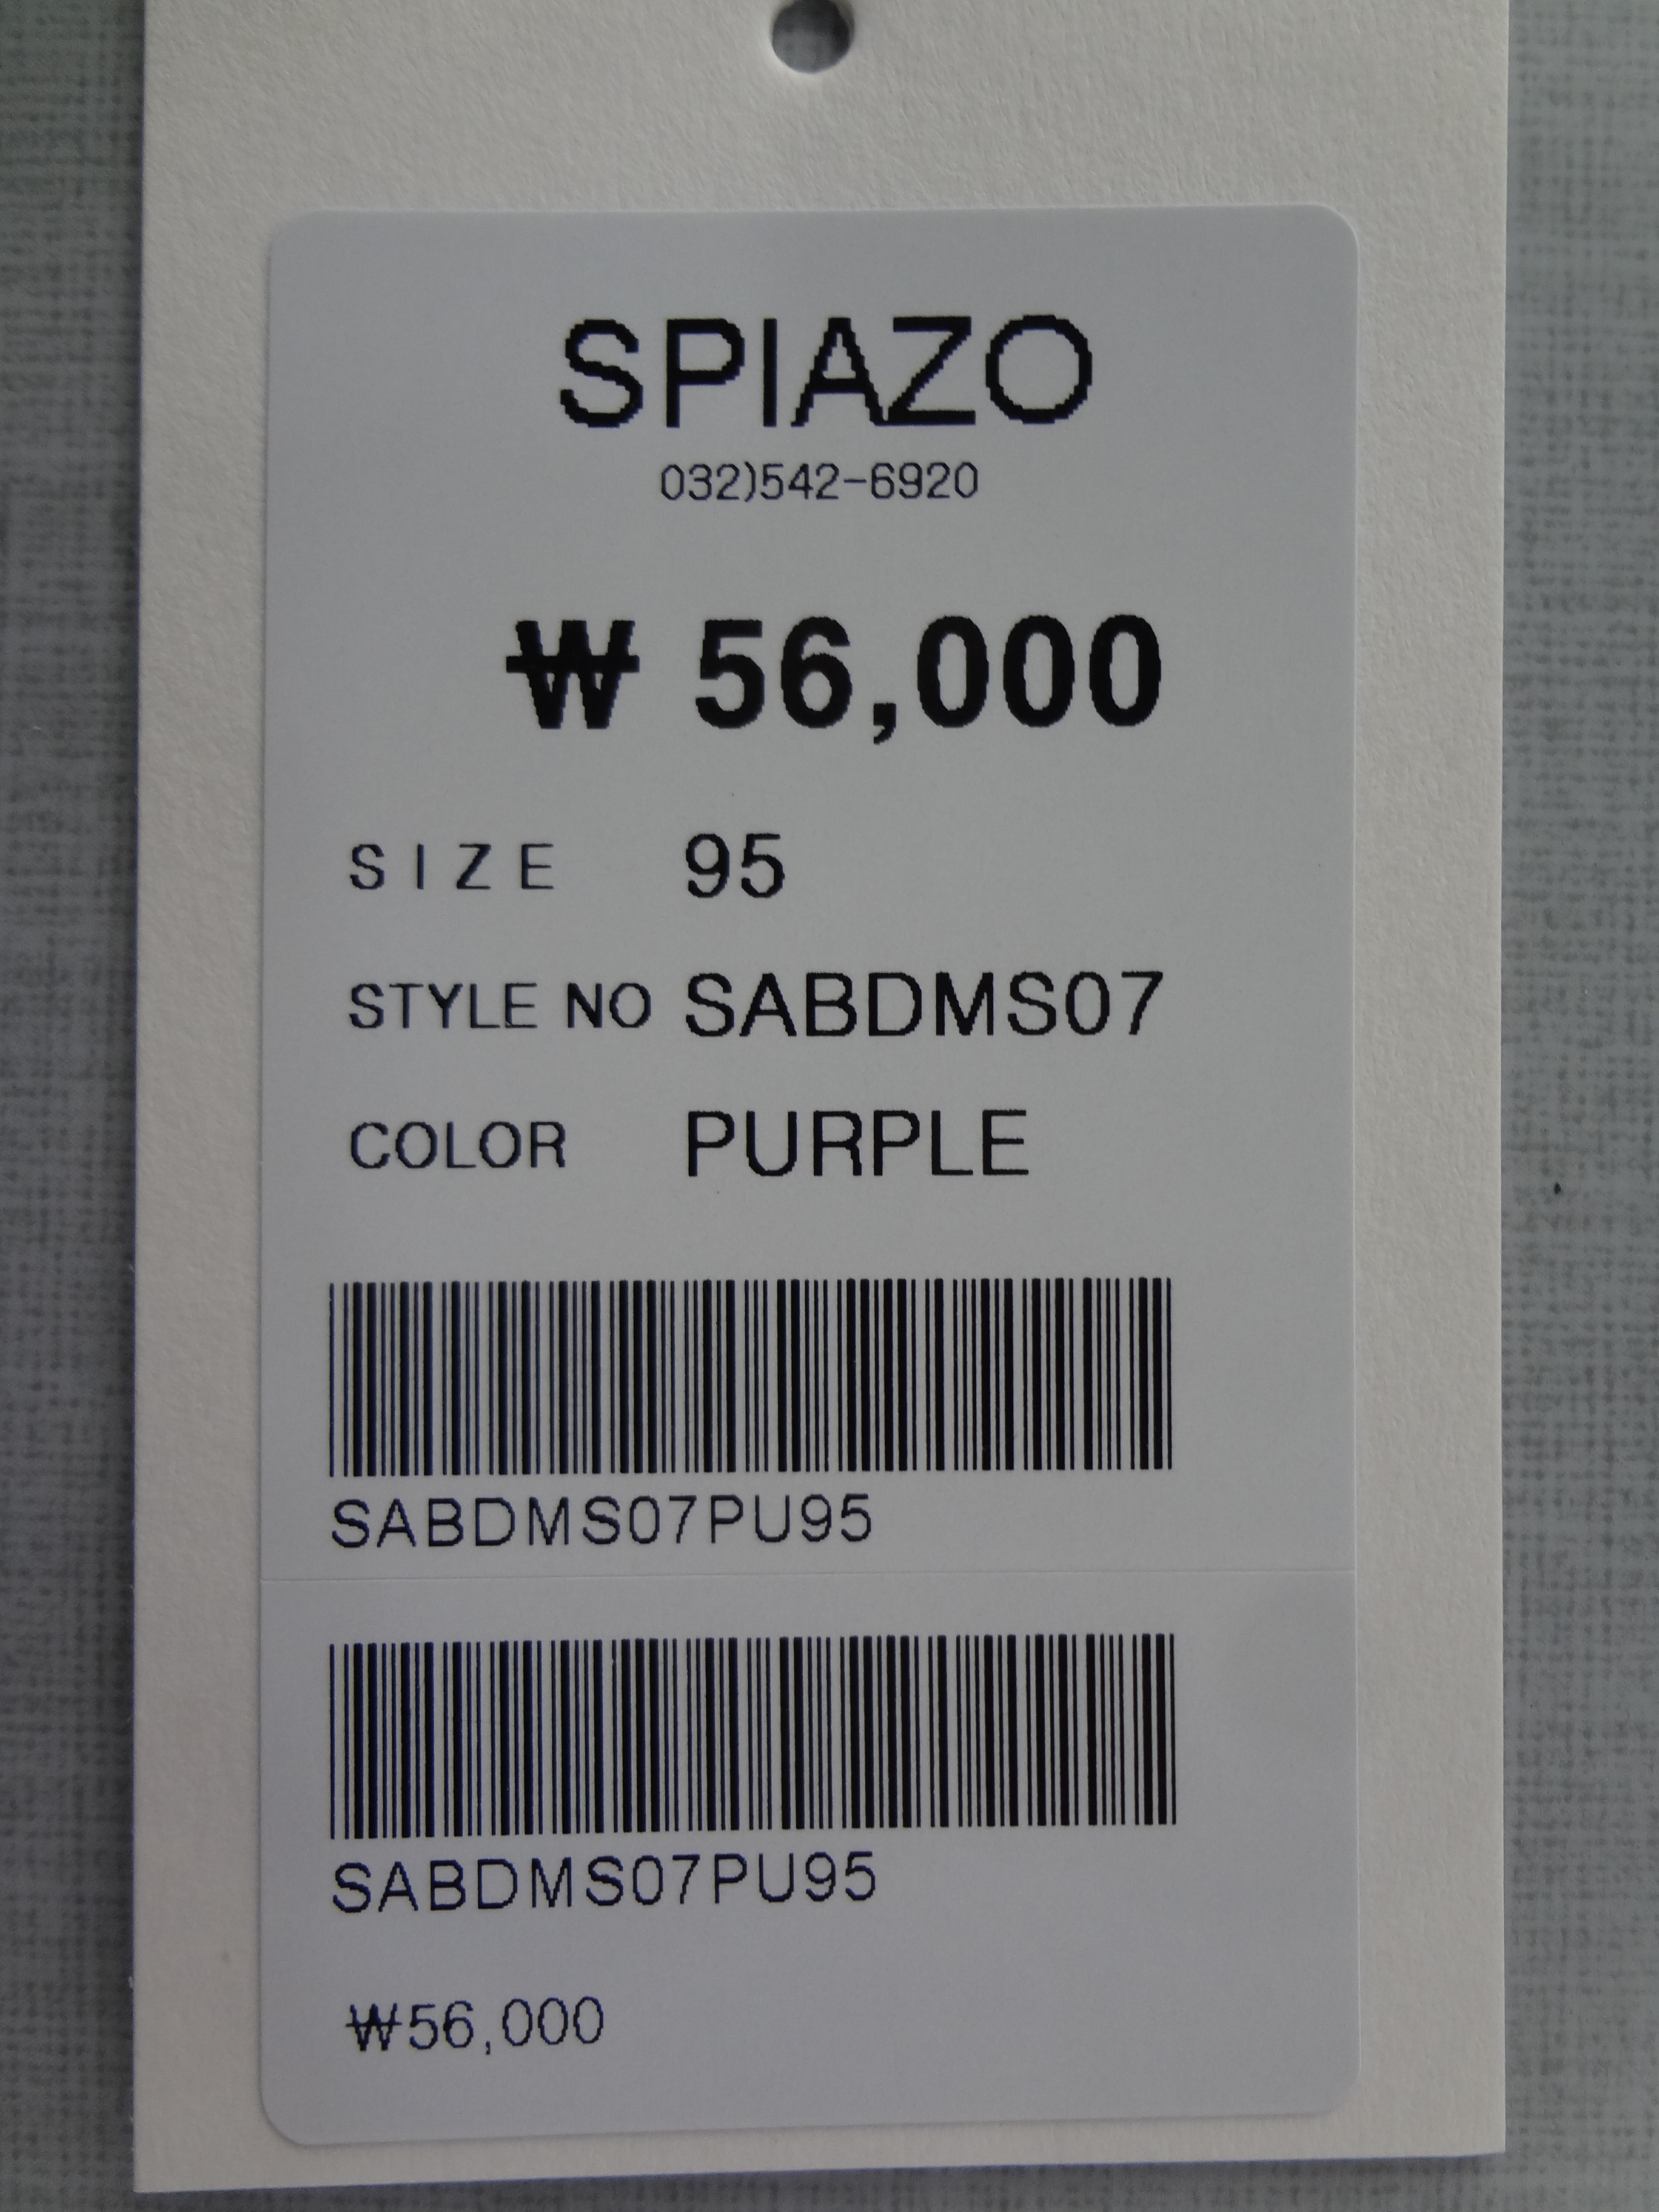 SPIAZO
032)542-6920
₩ 56,000
SIZE 95
STYLE NO SABDMS07
COLOR PURPLE
SABDMS07PU95
SABDMS07PU95
₩56,000